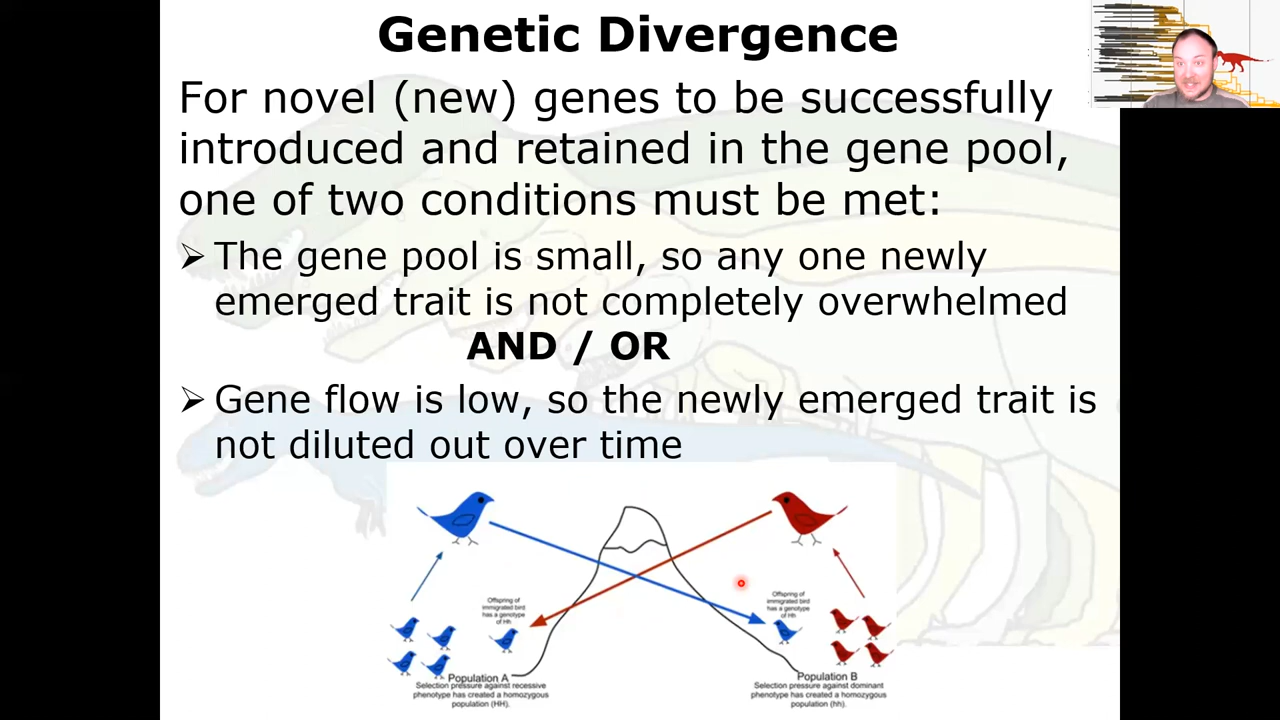 Genetic Divergence
For novel (new) genes to be successfully
introduced and retained in the gene pool,
one of two conditions must be met:
➢ The gene pool is small, so any one newly
emerged trait is not completely overwhelmed
AND / OR
➢ Gene flow is low, so the newly emerged trait is
not diluted out over time
Offspring of
immigrated bird
has a genotype
of Hh
Offspring of
immigrated bird
has a genotype
of Hh
Population A
Selection pressure against recessive
phenotype has created a homozygous
population (HH).
Population B
Selection pressure against dominant
phenotype has created a homozygous
population (hh).